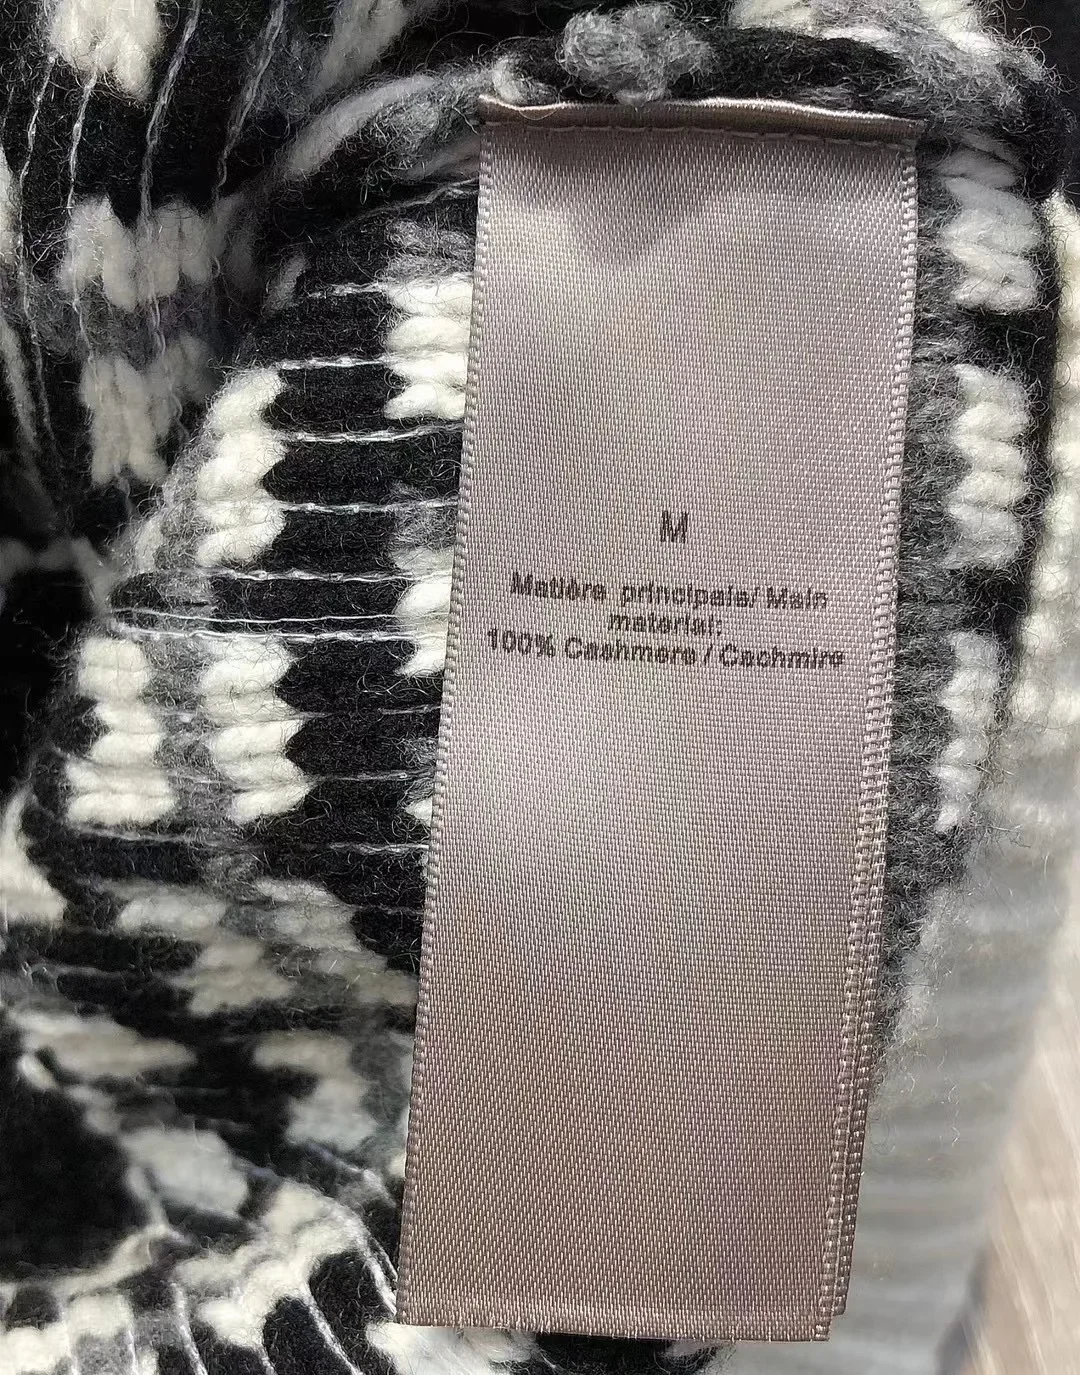 M
Matière principale/ Main
material:
100% Cashmere / Cachmire